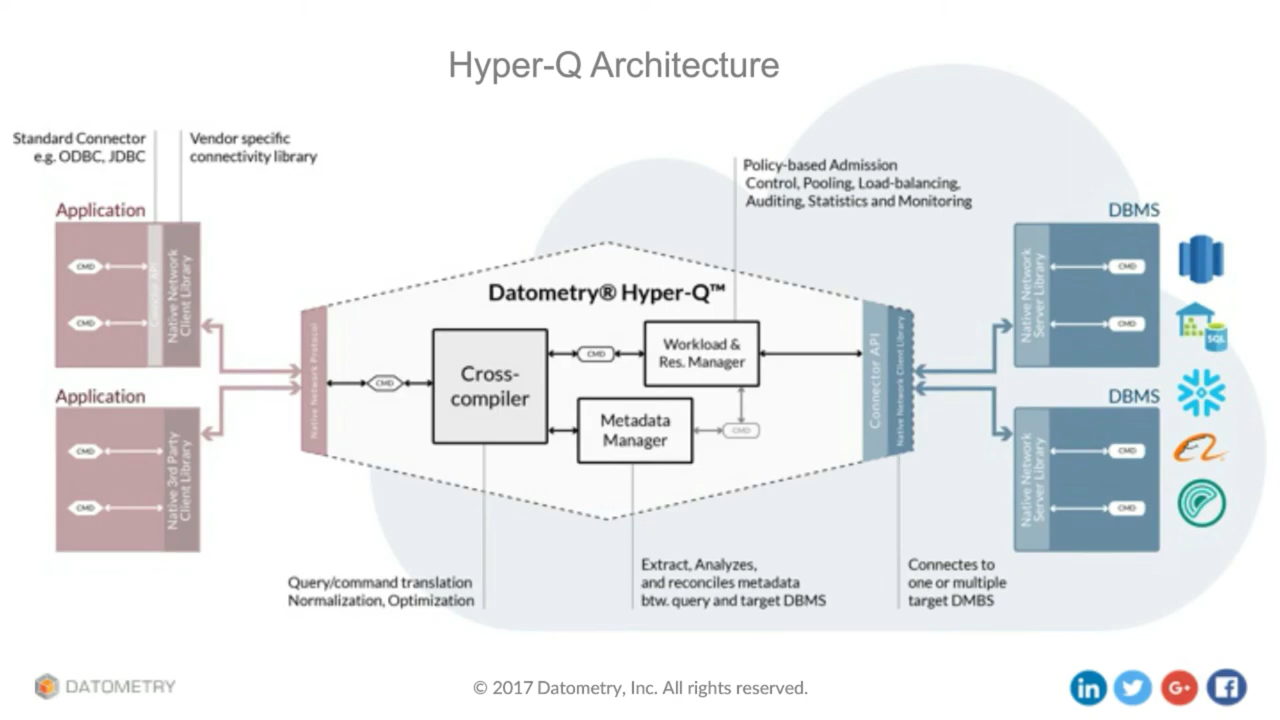 Hyper-Q Architecture
Standard Connector
e.g. ODBC, JDBC
Vendor specific
connectivity library
Policy-based Admission
Control, Pooling, Load-balancing,
Auditing, Statistics and Monitoring
Application
CMD
CMD
Connector API
Native Network
Client Library
Application
CMD
CMD
Native 3rd Party
Client Library
Native Network Protocol
Datometry® Hyper-Q™
CMD
Cross-
compiler
CMD
Workload &
Res. Manager
Metadata
Manager
CMD
Connector API
Native Network Client Library
DBMS
Native Network
Server Library
CMD
CMD
SQL
DBMS
Native Network
Server Library
CMD
CMD
Query/command translation
Normalization, Optimization
Extract, Analyzes,
and reconciles metadata
btw. query and target DBMS
Connectes to
one or multiple
target DMBS
DATOMETRY
© 2017 Datometry, Inc. All rights reserved.
in
G+
f